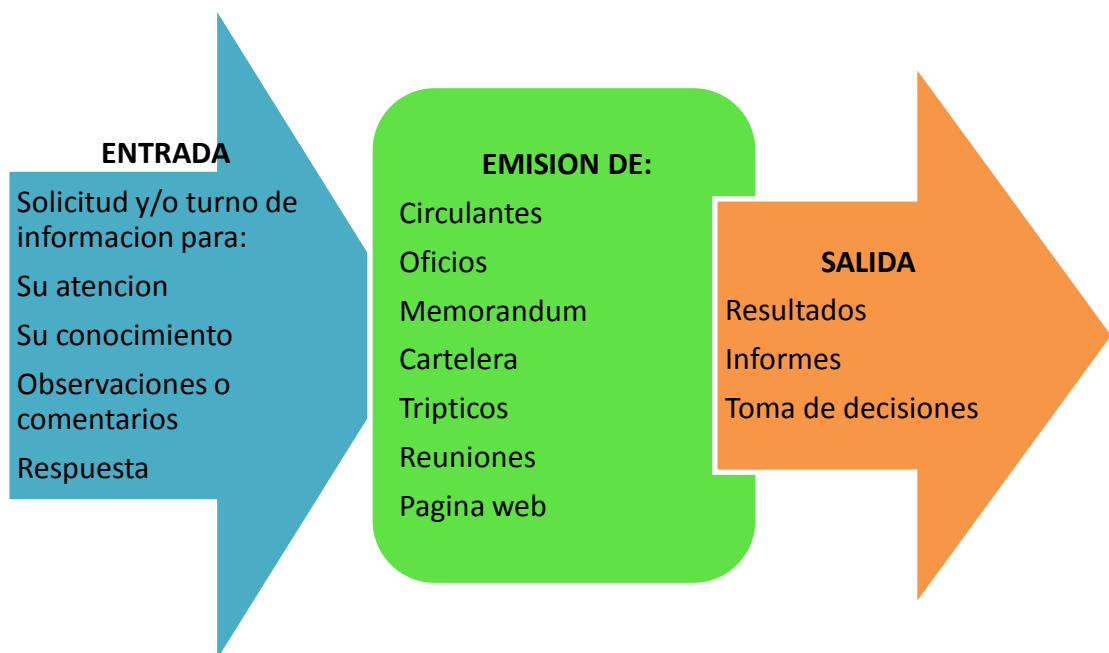 ENTRADA
Solicitud y/o turno de
informacion para:
Su atencion
Su conocimiento
Observaciones o
comentarios
Respuesta
EMISION DE:
Circulantes
Oficios
Memorandum
Cartelera
Tripticos
Reuniones
Pagina web
SALIDA
Resultados
Informes
Toma de decisiones